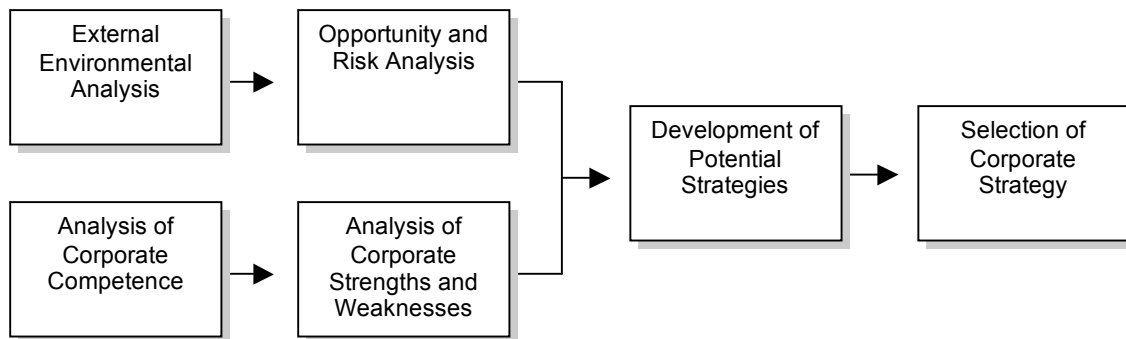 External
Environmental
Analysis
Opportunity and
Risk Analysis
Analysis of
Corporate
Competence
Analysis of
Corporate
Strengths and
Weaknesses
Development of
Potential
Strategies
Selection of
Corporate
Strategy